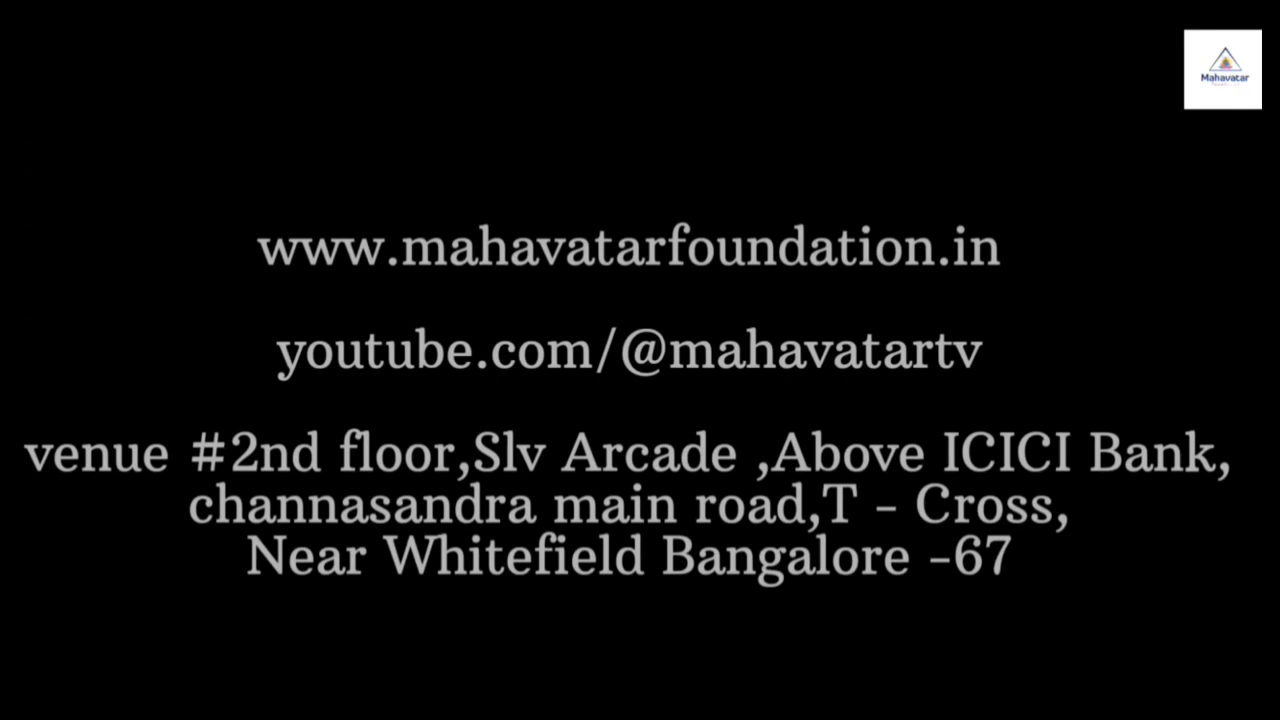 Mahavatar
www.mahavatarfoundation.in
youtube.com/@mahavatartv
venue #2nd floor,Slv Arcade ,Above ICICI Bank,
channasandra main road,T - Cross,
Near Whitefield Bangalore -67